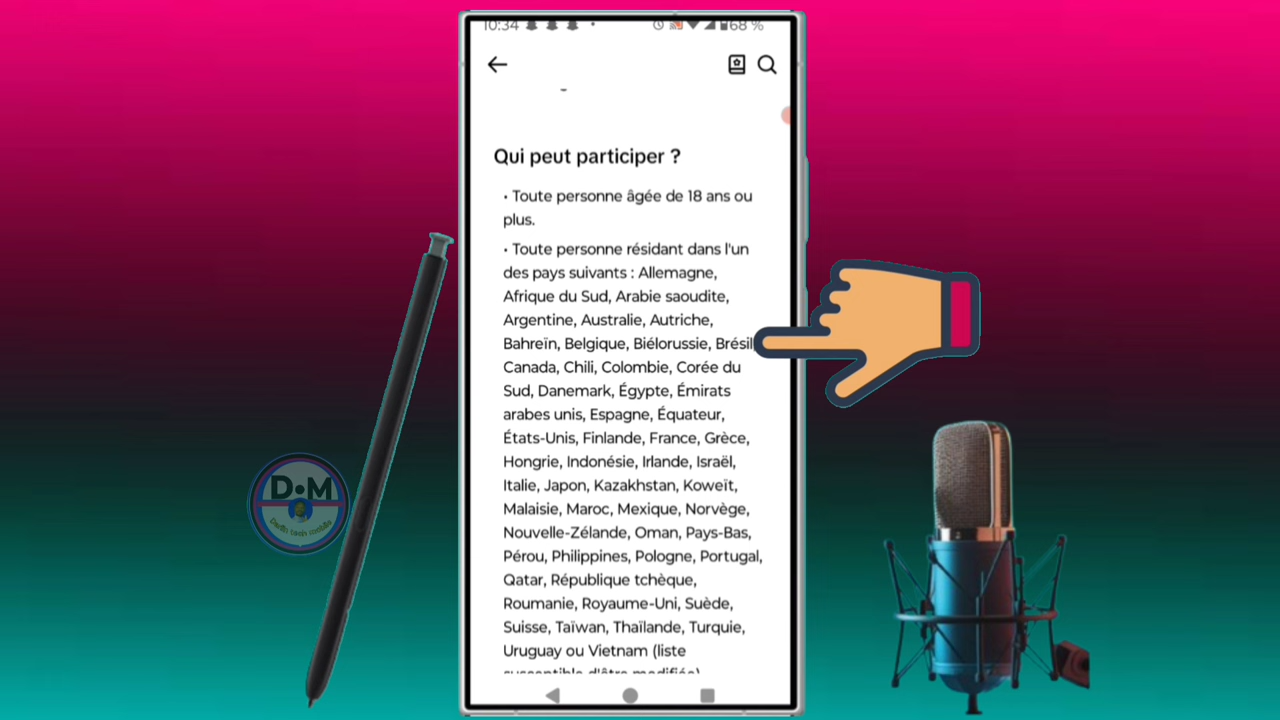 10:34
68 %
Qui peut participer ?
• Toute personne âgée de 18 ans ou
plus.
• Toute personne résidant dans l'un
des pays suivants : Allemagne,
Afrique du Sud, Arabie saoudite,
Argentine, Australie, Autriche,
Bahreïn, Belgique, Biélorussie, Brésil
Canada, Chili, Colombie, Corée du
Sud, Danemark, Égypte, Émirats
arabes unis, Espagne, Équateur,
États-Unis, Finlande, France, Grèce,
Hongrie, Indonésie, Irlande, Israël,
Italie, Japon, Kazakhstan, Koweït,
Malaisie, Maroc, Mexique, Norvège,
Nouvelle-Zélande, Oman, Pays-Bas,
Pérou, Philippines, Pologne, Portugal,
Qatar, République tchèque,
Roumanie, Royaume-Uni, Suède,
Suisse, Taïwan, Thaïlande, Turquie,
Uruguay ou Vietnam (liste
susceptible d'être modifiée)
D•M